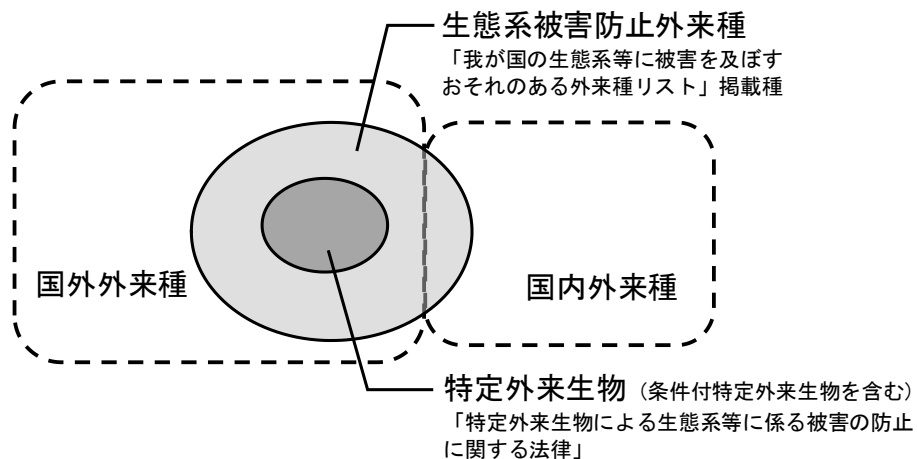 生態系被害防止外来種
「我が国の生態系等に被害を及ぼす
おそれのある外来種リスト」掲載種
国外外来種
国内外来種
特定外来生物（条件付特定外来生物を含む）
「特定外来生物による生態系等に係る被害の防止
に関する法律」